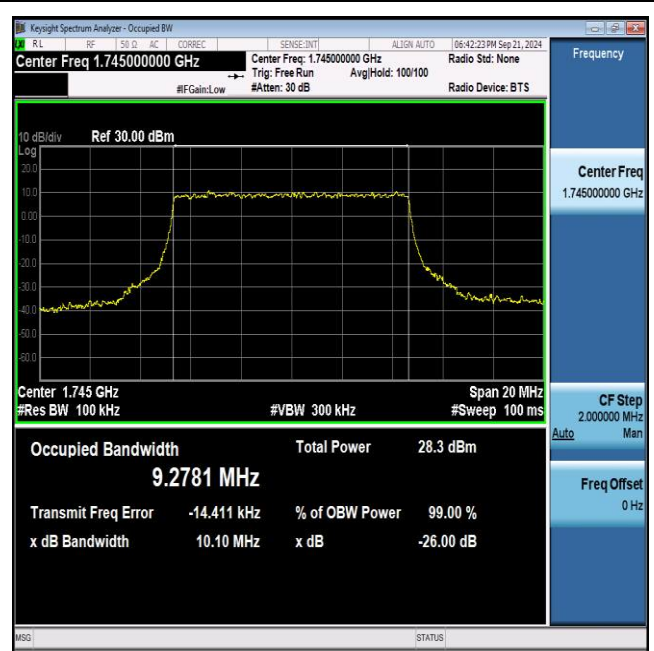 Keysight Spectrum Analyzer - Occupied BW
RL RF 50 Ω AC CORREC SENSE:INT ALIGN AUTO 06:42:23 PM Sep 21, 2024
Center Freq 1.745000000 GHz
Center Freq: 1.745000000 GHz
Radio Std: None
Trig: Free Run Avg|Hold: 100/100
#IFGain:Low #Atten: 30 dB Radio Device: BTS
10 dB/div Ref 30.00 dBm
Log
20.0
10.0
0.00
-10.0
-20.0
-30.0
-40.0
-50.0
-60.0
Center 1.745 GHz Span 20 MHz
#Res BW 100 kHz #VBW 300 kHz #Sweep 100 ms
Occupied Bandwidth Total Power 28.3 dBm
9.2781 MHz
Transmit Freq Error -14.411 kHz % of OBW Power 99.00 %
x dB Bandwidth 10.10 MHz x dB -26.00 dB
MSG STATUS
Frequency
Center Freq
1.745000000 GHz
CF Step
2.000000 MHz
Auto Man
Freq Offset
0 Hz